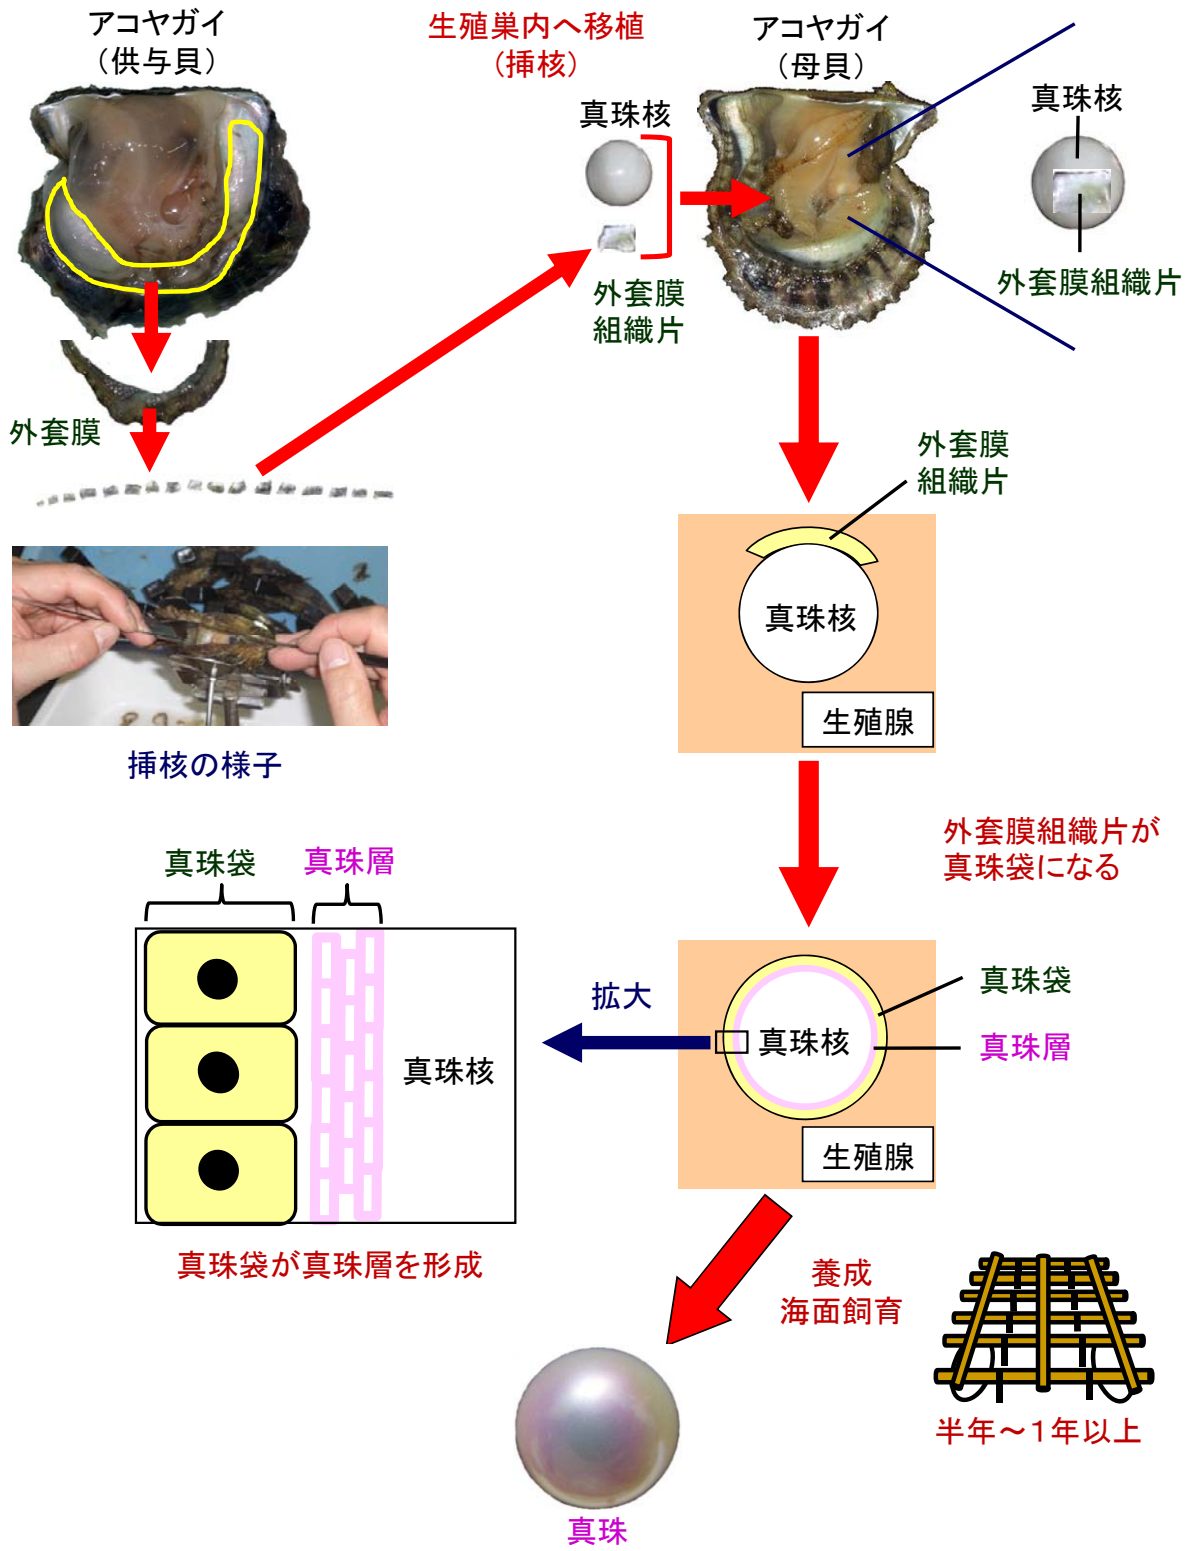 アコヤガイ
（供与貝）
生殖巣内へ移植
（挿核）
アコヤガイ
（母貝）
真珠核
真珠核
外套膜
組織片
外套膜組織片
外套膜
外套膜
組織片
真珠核
生殖腺
挿核の様子
外套膜組織片が
真珠袋になる
真珠袋
真珠層
拡大
真珠核
真珠核
真珠袋
真珠層
生殖腺
真珠袋が真珠層を形成
養成
海面飼育
半年～１年以上
真珠